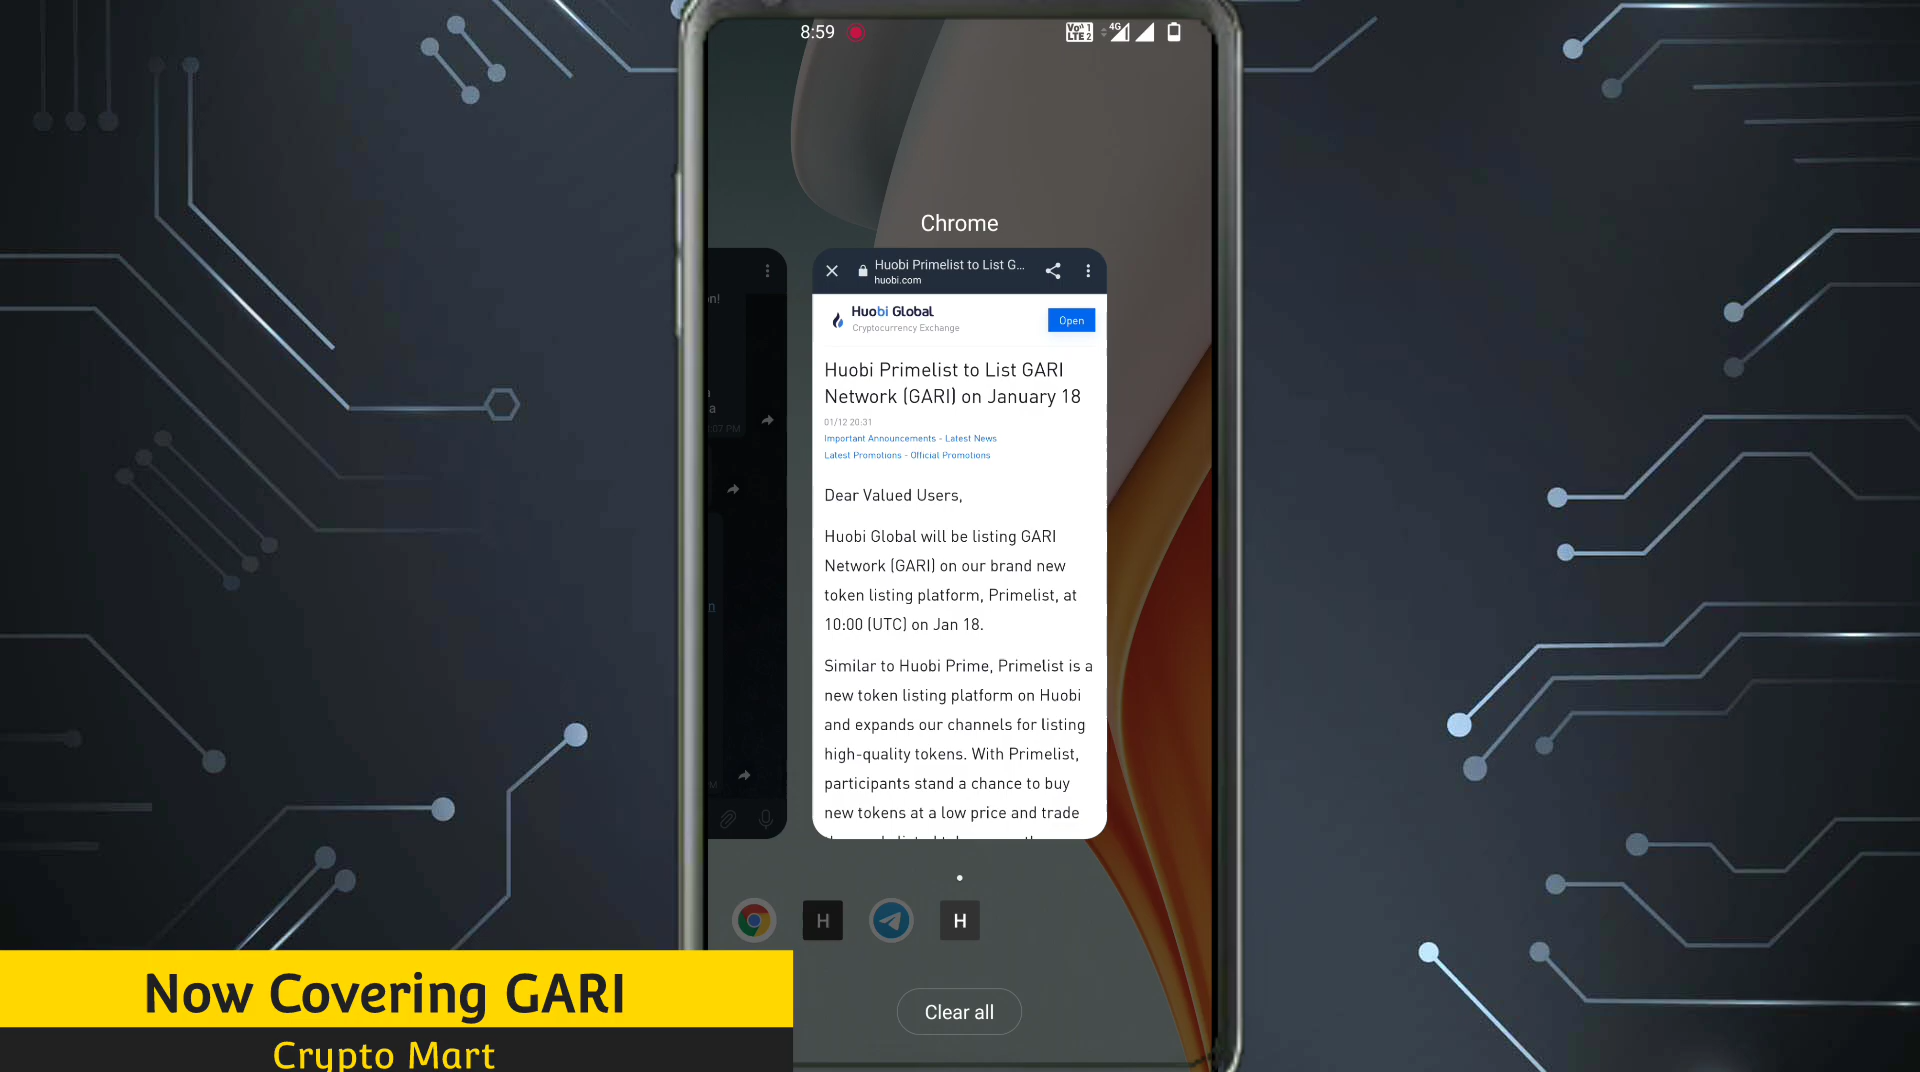 8:59
Vo)) 1
LTE 2
4G
Chrome
Huobi Primelist to List G...
huobi.com
Huobi Global
Cryptocurrency Exchange
Open
Huobi Primelist to List GARI
Network (GARI) on January 18
01/12 20:31
Important Announcements - Latest News
Latest Promotions - Official Promotions
Dear Valued Users,
Huobi Global will be listing GARI
Network (GARI) on our brand new
token listing platform, Primelist, at
10:00 (UTC) on Jan 18.
Similar to Huobi Prime, Primelist is a
new token listing platform on Huobi
and expands our channels for listing
high-quality tokens. With Primelist,
participants stand a chance to buy
new tokens at a low price and trade
H
H
Clear all
Now Covering GARI
Crypto Mart